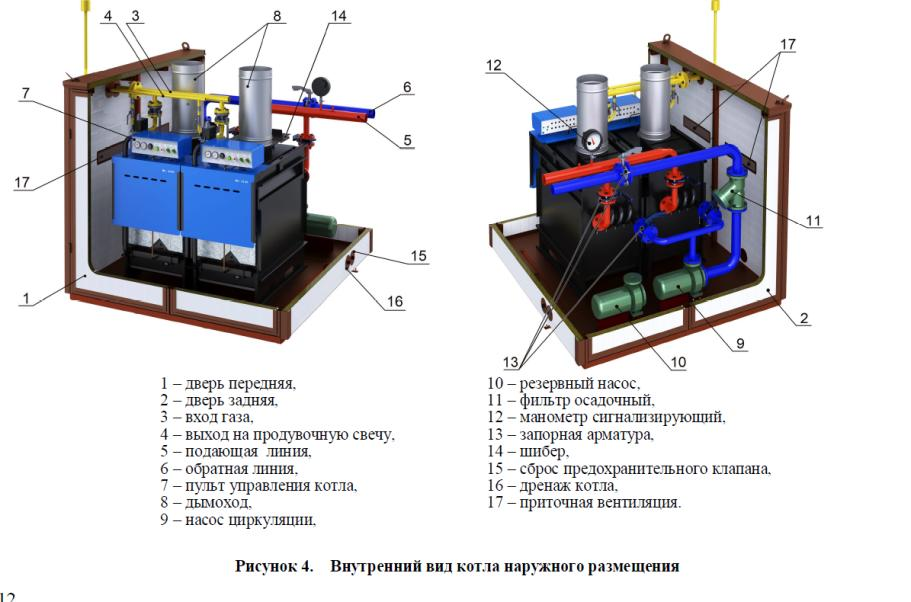 4
3
8
14
7
6
5
17
15
16
1
12
17
11
2
9
13
10
1 – дверь передняя,
2 – дверь задняя,
3 – вход газа,
4 – выход на продувочную свечу,
5 – подающая линия,
6 – обратная линия,
7 – пульт управления котла,
8 – дымоход,
9 – насос циркуляции,
10 – резервный насос,
11 – фильтр осадочный,
12 – манометр сигнализирующий,
13 – запорная арматура,
14 – шибер,
15 – сброс предохранительного клапана,
16 – дренаж котла,
17 – приточная вентиляция.
Рисунок 4. Внутренний вид котла наружного размещения
12